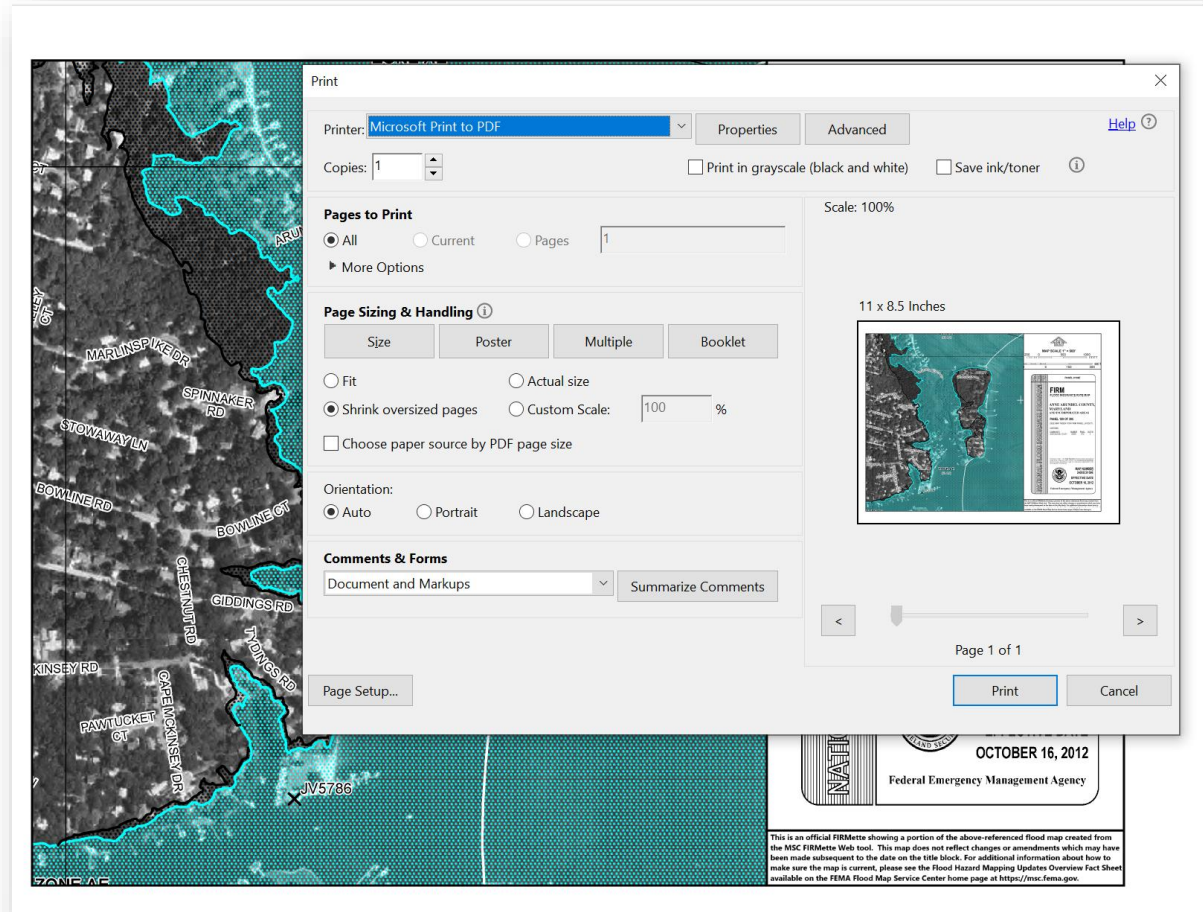 Print
Printer: Microsoft Print to PDF
Properties
Advanced
Help
Copies: 1
Print in grayscale (black and white)
Save ink/toner
Pages to Print
All
Current
Pages
1
More Options
Scale: 100%
11 x 8.5 Inches
Page Sizing & Handling
Size
Poster
Multiple
Booklet
Fit
Actual size
Shrink oversized pages
Custom Scale: 100 %
Choose paper source by PDF page size
Orientation:
Auto
Portrait
Landscape
Comments & Forms
Document and Markups
Summarize Comments
<
>
Page 1 of 1
Page Setup...
Print
Cancel
FIRM
OCTOBER 16, 2012
CT
MARLINSPIKE DR
SPINNAKER
RD
STOWAWAY LN
BOWLINE RD
BOWLINE CT
CHESTNUT RD
GIDDINGS RD
TYDINGS RD
KINSEY RD
CAPE MCKINSEY DR
PAWTUCKET
CT
JV5786
ZONE AE
NATI
OCTOBER 16, 2012
Federal Emergency Management Agency
This is an official FIRMette showing a portion of the above-referenced flood map created from
the MSC FIRMette Web tool. This map does not reflect changes or amendments which may have
been made subsequent to the date on the title block. For additional information about how to
make sure the map is current, please see the Flood Hazard Mapping Updates Overview Fact Sheet
available on the FEMA Flood Map Service Center home page at https://msc.fema.gov.